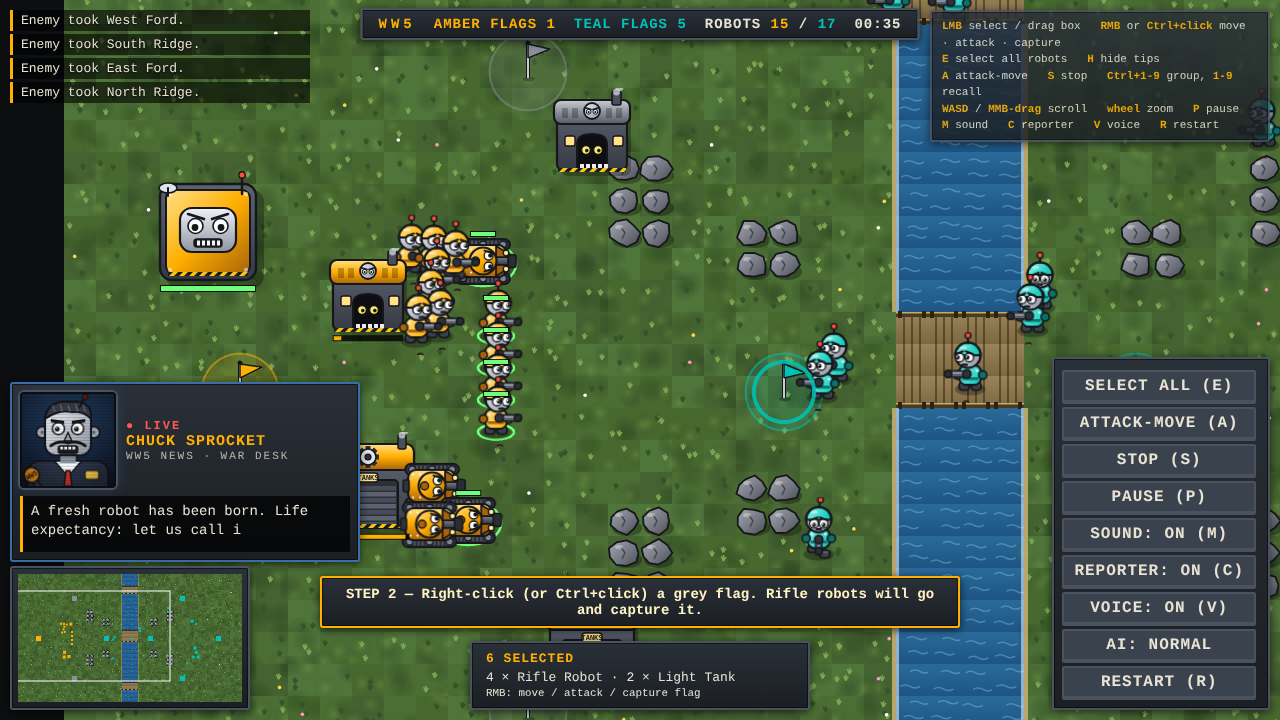 Enemy took West Ford.
Enemy took South Ridge.
Enemy took East Ford.
Enemy took North Ridge.
WW5 AMBER FLAGS 1 TEAL FLAGS 5 ROBOTS 15 / 17 00:35
LMB select / drag box RMB or Ctrl+click move
· attack · capture
E select all robots H hide tips
A attack-move S stop Ctrl+1-9 group, 1-9
recall
WASD / MMB-drag scroll wheel zoom P pause
M sound C reporter V voice R restart
● LIVE
CHUCK SPROCKET
WW5 NEWS · WAR DESK
A fresh robot has been born. Life
expectancy: let us call i
TANKS
STEP 2 — Right-click (or Ctrl+click) a grey flag. Rifle robots will go
and capture it.
TANKS
6 SELECTED
4 × Rifle Robot · 2 × Light Tank
RMB: move / attack / capture flag
SELECT ALL (E)
ATTACK-MOVE (A)
STOP (S)
PAUSE (P)
SOUND: ON (M)
REPORTER: ON (C)
VOICE: ON (V)
AI: NORMAL
RESTART (R)